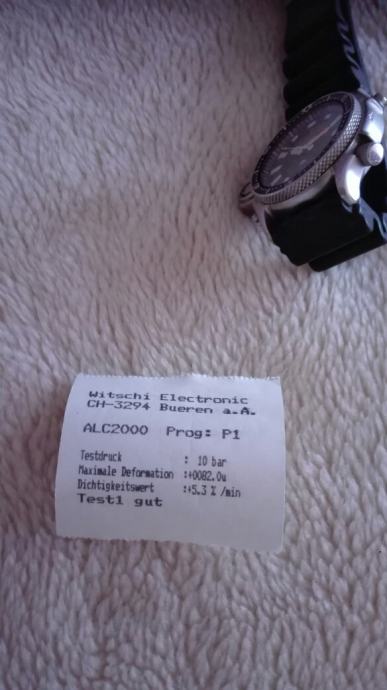 Witschi Electronic
CH-3294 Bueren a.A.
ALC2000 Prog: P1
Testdruck : 10 bar
Maximale Deformation :+0082.0u
Dichtigkeitswert :+5.3 % /min
Test1 gut